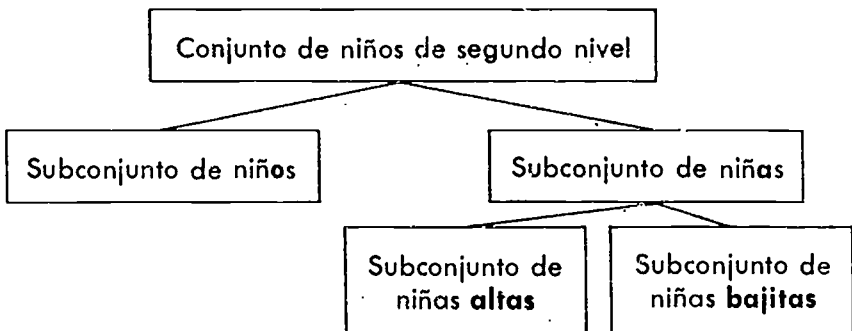 Conjunto de niños de segundo nivel
Subconjunto de niños
Subconjunto de niñas
Subconjunto de
niñas altas
Subconjunto de
niñas bajitas